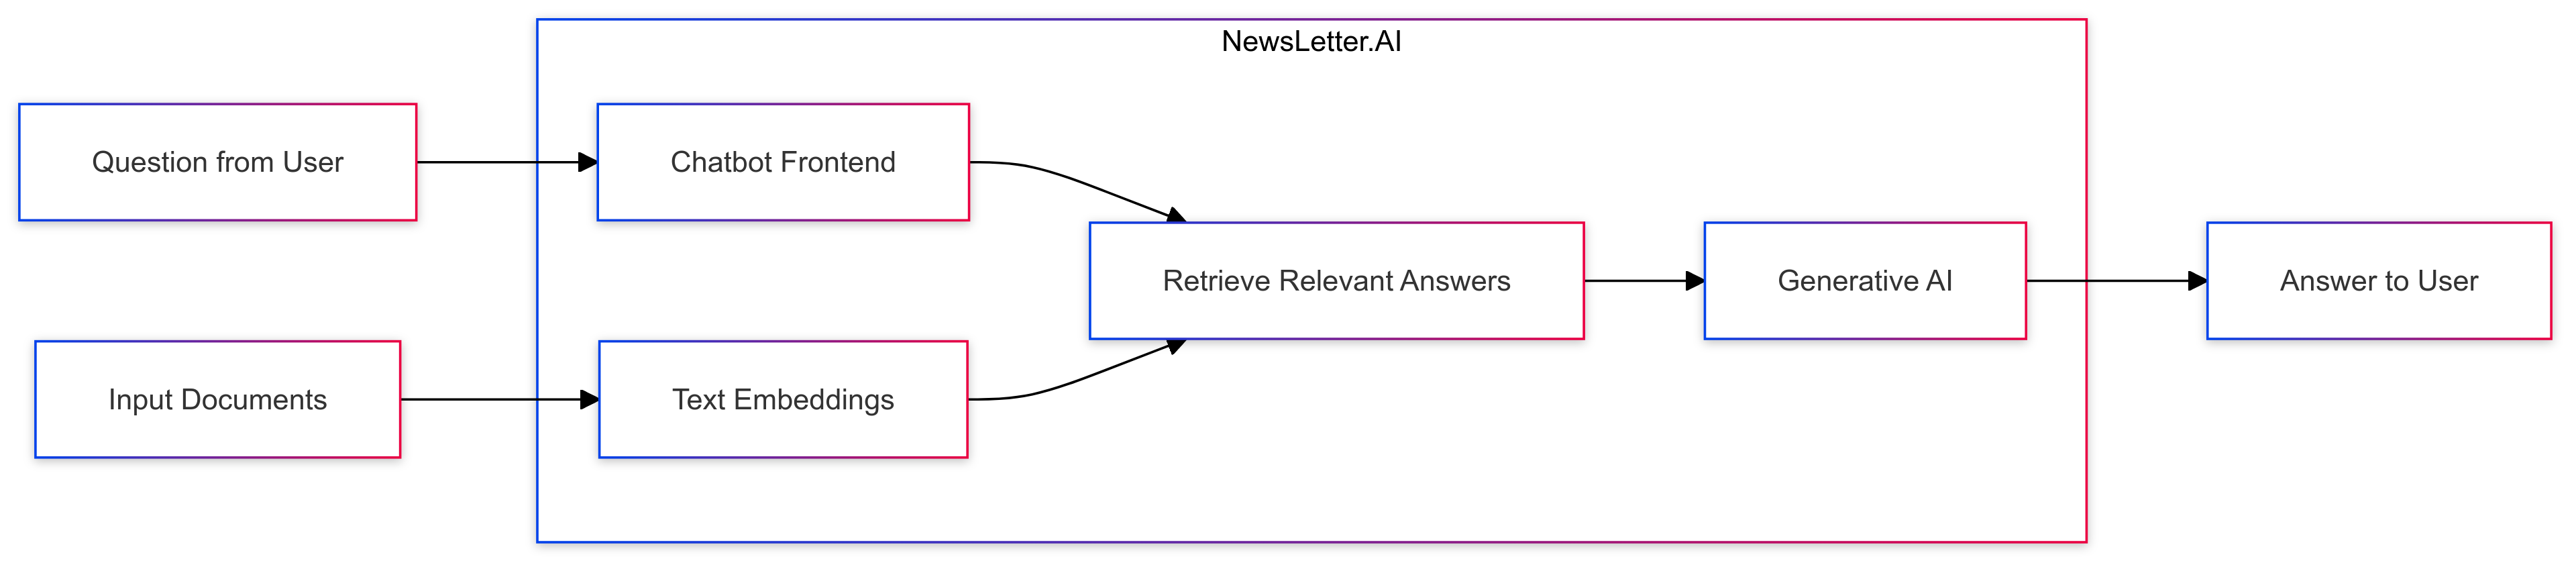 NewsLetter.AI
Question from User
Chatbot Frontend
Retrieve Relevant Answers
Generative AI
Answer to User
Input Documents
Text Embeddings